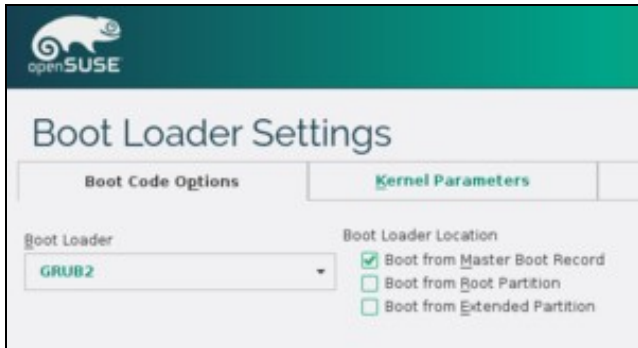 openSUSE
Boot Loader Settings
Boot Code Options
Kernel Parameters
Boot Loader
GRUB2
Boot Loader Location
Boot from Master Boot Record
Boot from Root Partition
Boot from Extended Partition